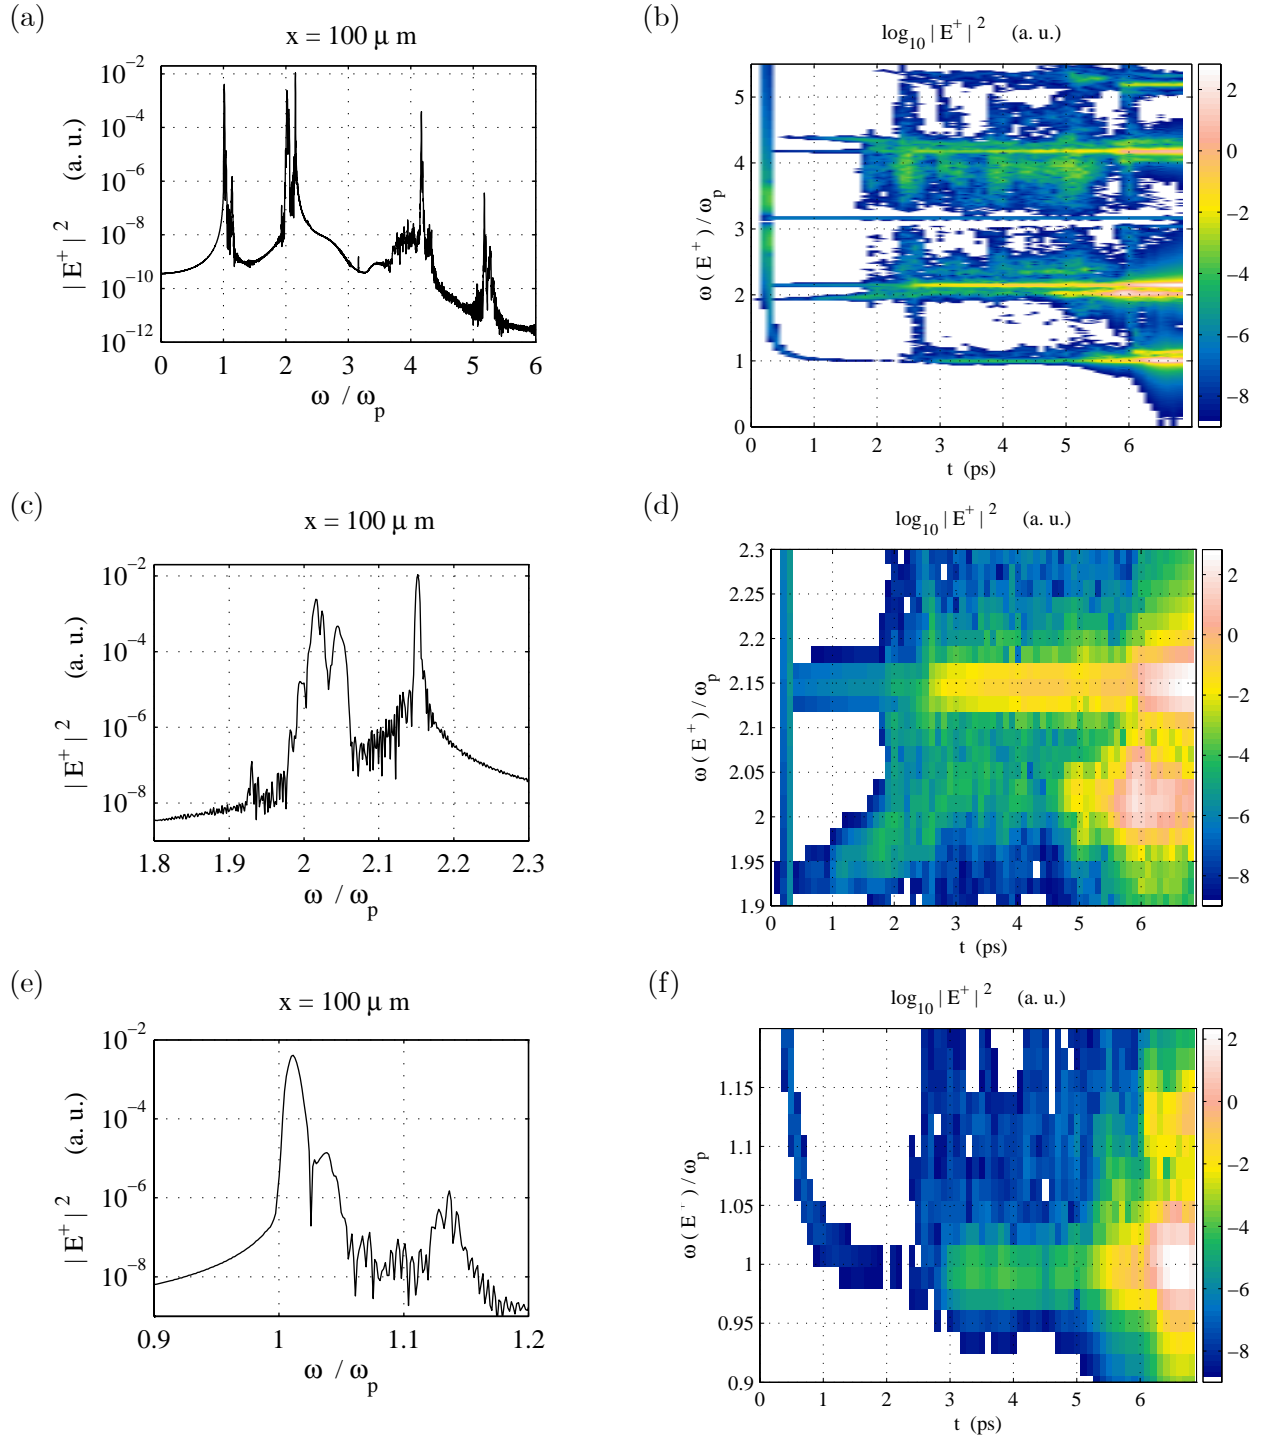 (a)
x = 100 μ m
10⁻²
10⁻⁴
10⁻⁶
10⁻⁸
10⁻¹⁰
10⁻¹²
| E⁺ | ² (a. u.)
0 1 2 3 4 5 6
ω / ωₚ
(b)
log₁₀ | E⁺ | ² (a. u.)
5
4
3
2
1
0
ω ( E⁺ ) / ωₚ
0 1 2 3 4 5 6
t (ps)
2
0
−2
−4
−6
−8
(c)
x = 100 μ m
10⁻²
10⁻⁴
10⁻⁶
10⁻⁸
| E⁺ | ² (a. u.)
1.8 1.9 2 2.1 2.2 2.3
ω / ωₚ
(d)
log₁₀ | E⁺ | ² (a. u.)
2.3
2.25
2.2
2.15
2.1
2.05
2
1.95
1.9
ω ( E⁺ ) / ωₚ
0 1 2 3 4 5 6
t (ps)
2
0
−2
−4
−6
−8
(e)
x = 100 μ m
10⁻²
10⁻⁴
10⁻⁶
10⁻⁸
| E⁺ | ² (a. u.)
0.9 1 1.1 1.2
ω / ωₚ
(f)
log₁₀ | E⁺ | ² (a. u.)
1.15
1.1
1.05
1
0.95
0.9
ω ( E ) / ωₚ
0 1 2 3 4 5 6
t (ps)
2
0
−2
−4
−6
−8